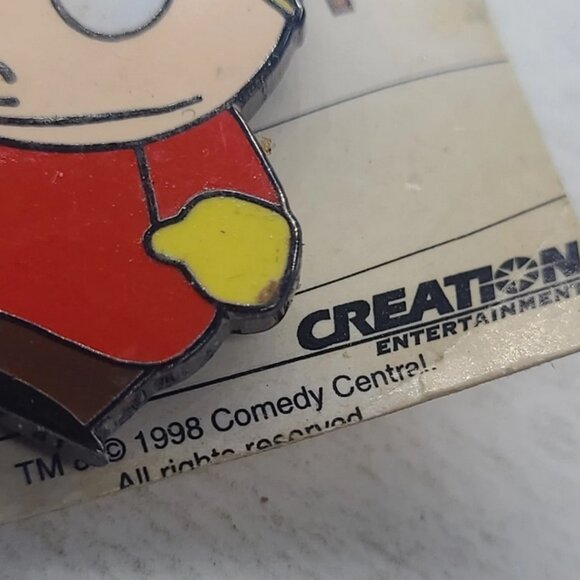 CREATION
ENTERTAINMENT
TM & © 1998 Comedy Central.
All rights reserved